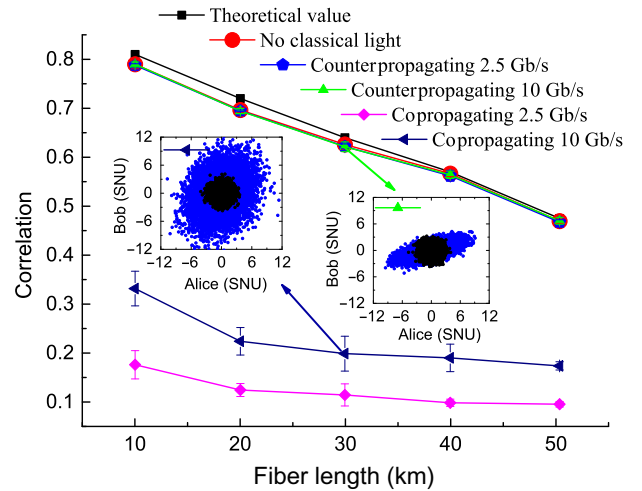 Theoretical value
No classical light
Counterpropagating 2.5 Gb/s
Counterpropagating 10 Gb/s
Copropagating 2.5 Gb/s
Copropagating 10 Gb/s
0.8
0.7
0.6
0.5
0.4
0.3
0.2
0.1
Correlation
12
6
0
-6
-12
Bob (SNU)
-12 -6 0 6 12
Alice (SNU)
12
6
0
-6
-12
Bob (SNU)
-12 -6 0 6 12
Alice (SNU)
10 20 30 40 50
Fiber length (km)